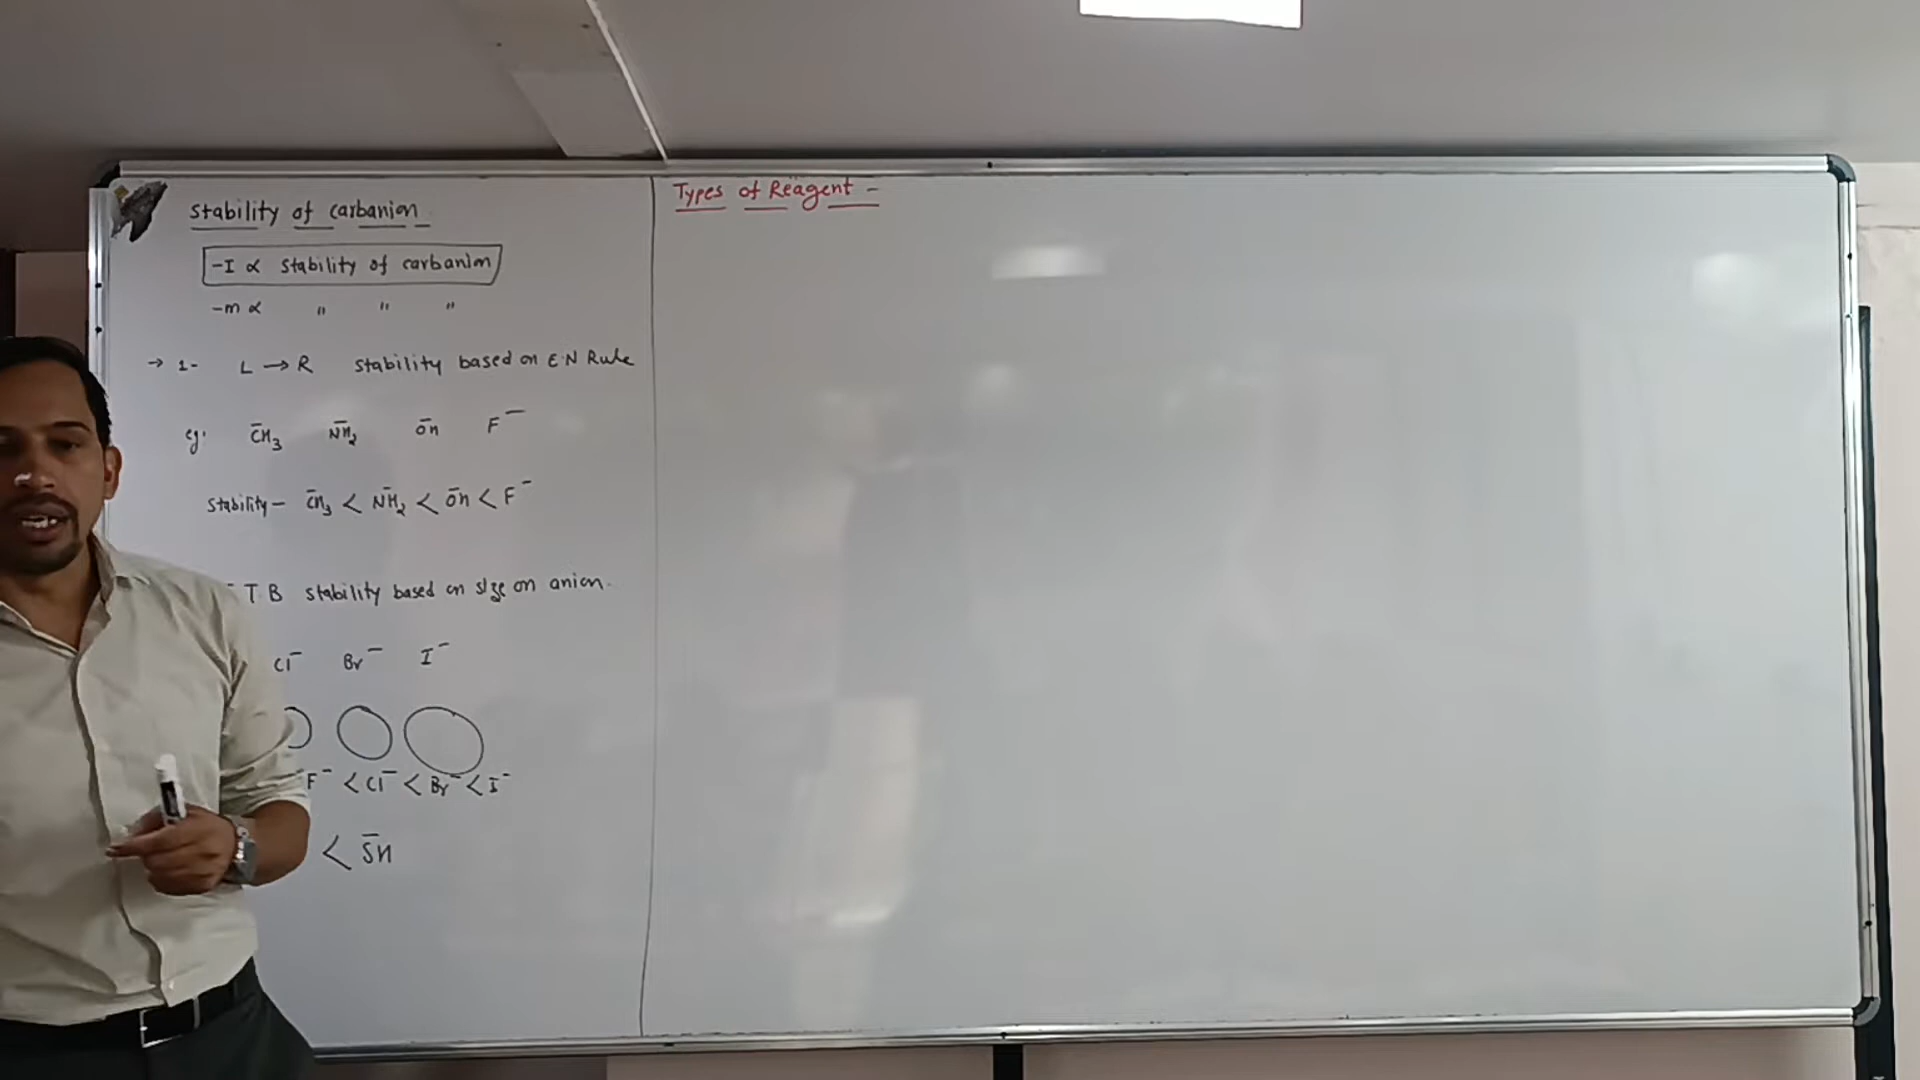 Stability of carbanion
-I ∝ Stability of carbanion
-m ∝ " " "
→ 1- L → R Stability based on E.N Rule
eg. C̄H₃ N̄H₂ ŌH F⁻
Stability - C̄H₃ < N̄H₂ < ŌH < F⁻
T B Stability based on size on anion.
Cl⁻ Br⁻ I⁻
F⁻ < Cl⁻ < Br⁻ < I⁻
< S̄H
Types of Reagent -